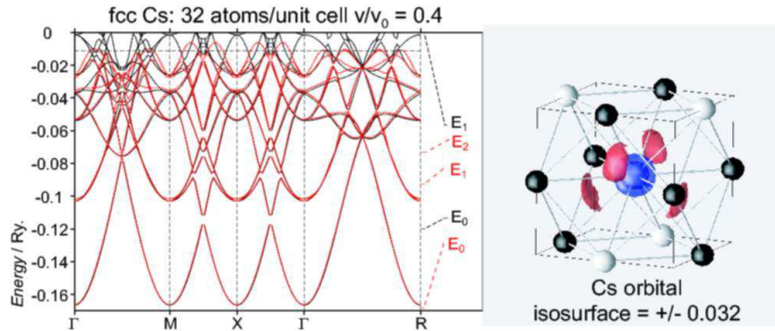 fcc Cs: 32 atoms/unit cell v/v₀ = 0.4
Energy / Ry.
0
-0.02
-0.04
-0.06
-0.08
-0.1
-0.12
-0.14
-0.16
Γ M X Γ R
E₁
E₂
E₁
E₀
E₀
Cs orbital
isosurface = +/- 0.032